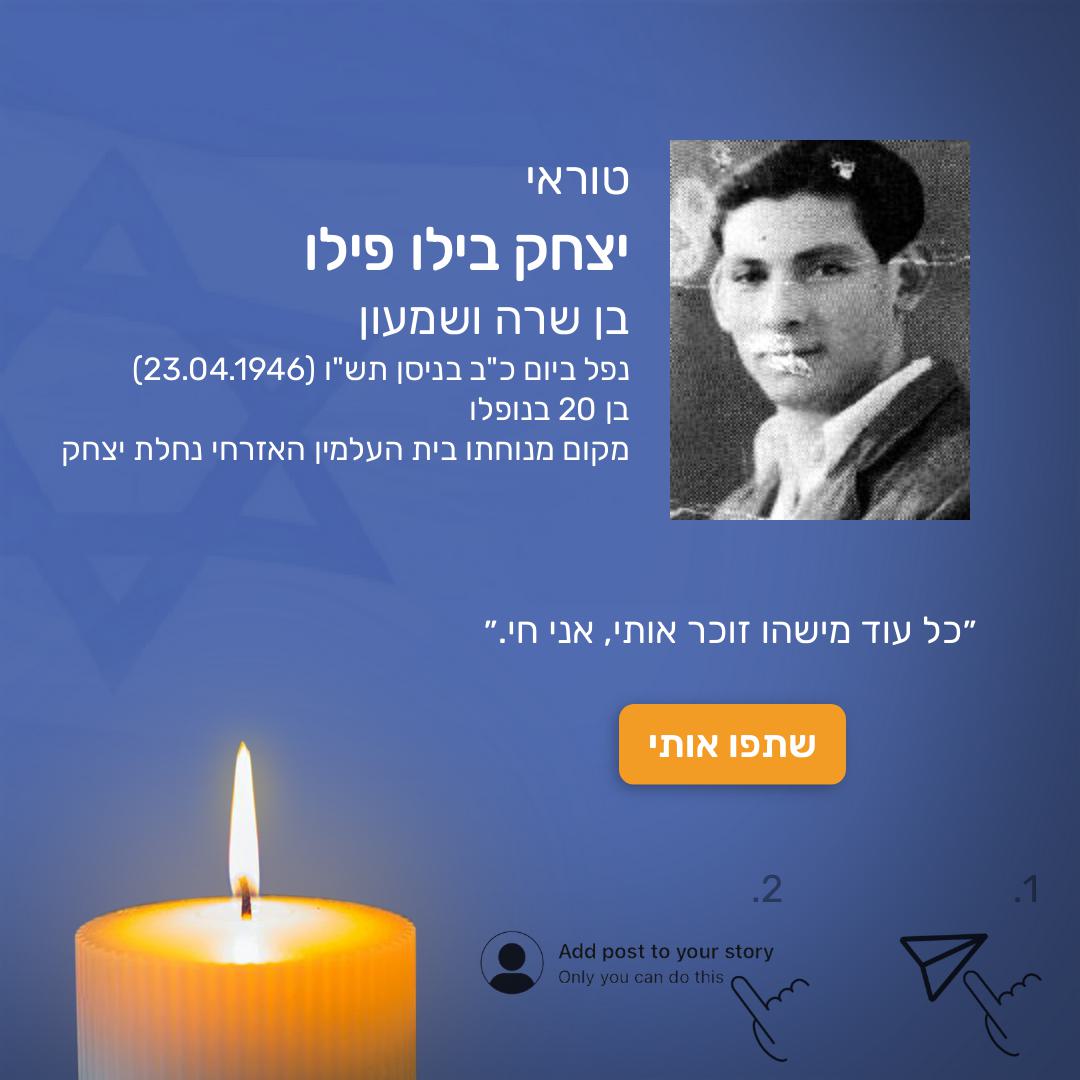 טוראי
יצחק בילו פילו
בן שרה ושמעון
נפל ביום כ"ב בניסן תש"ו (23.04.1946)
בן 20 בנופלו
מקום מנוחתו בית העלמין האזרחי נחלת יצחק
״כל עוד מישהו זוכר אותי, אני חי.״
שתפו אותי
1.
2.
Add post to your story
Only you can do this